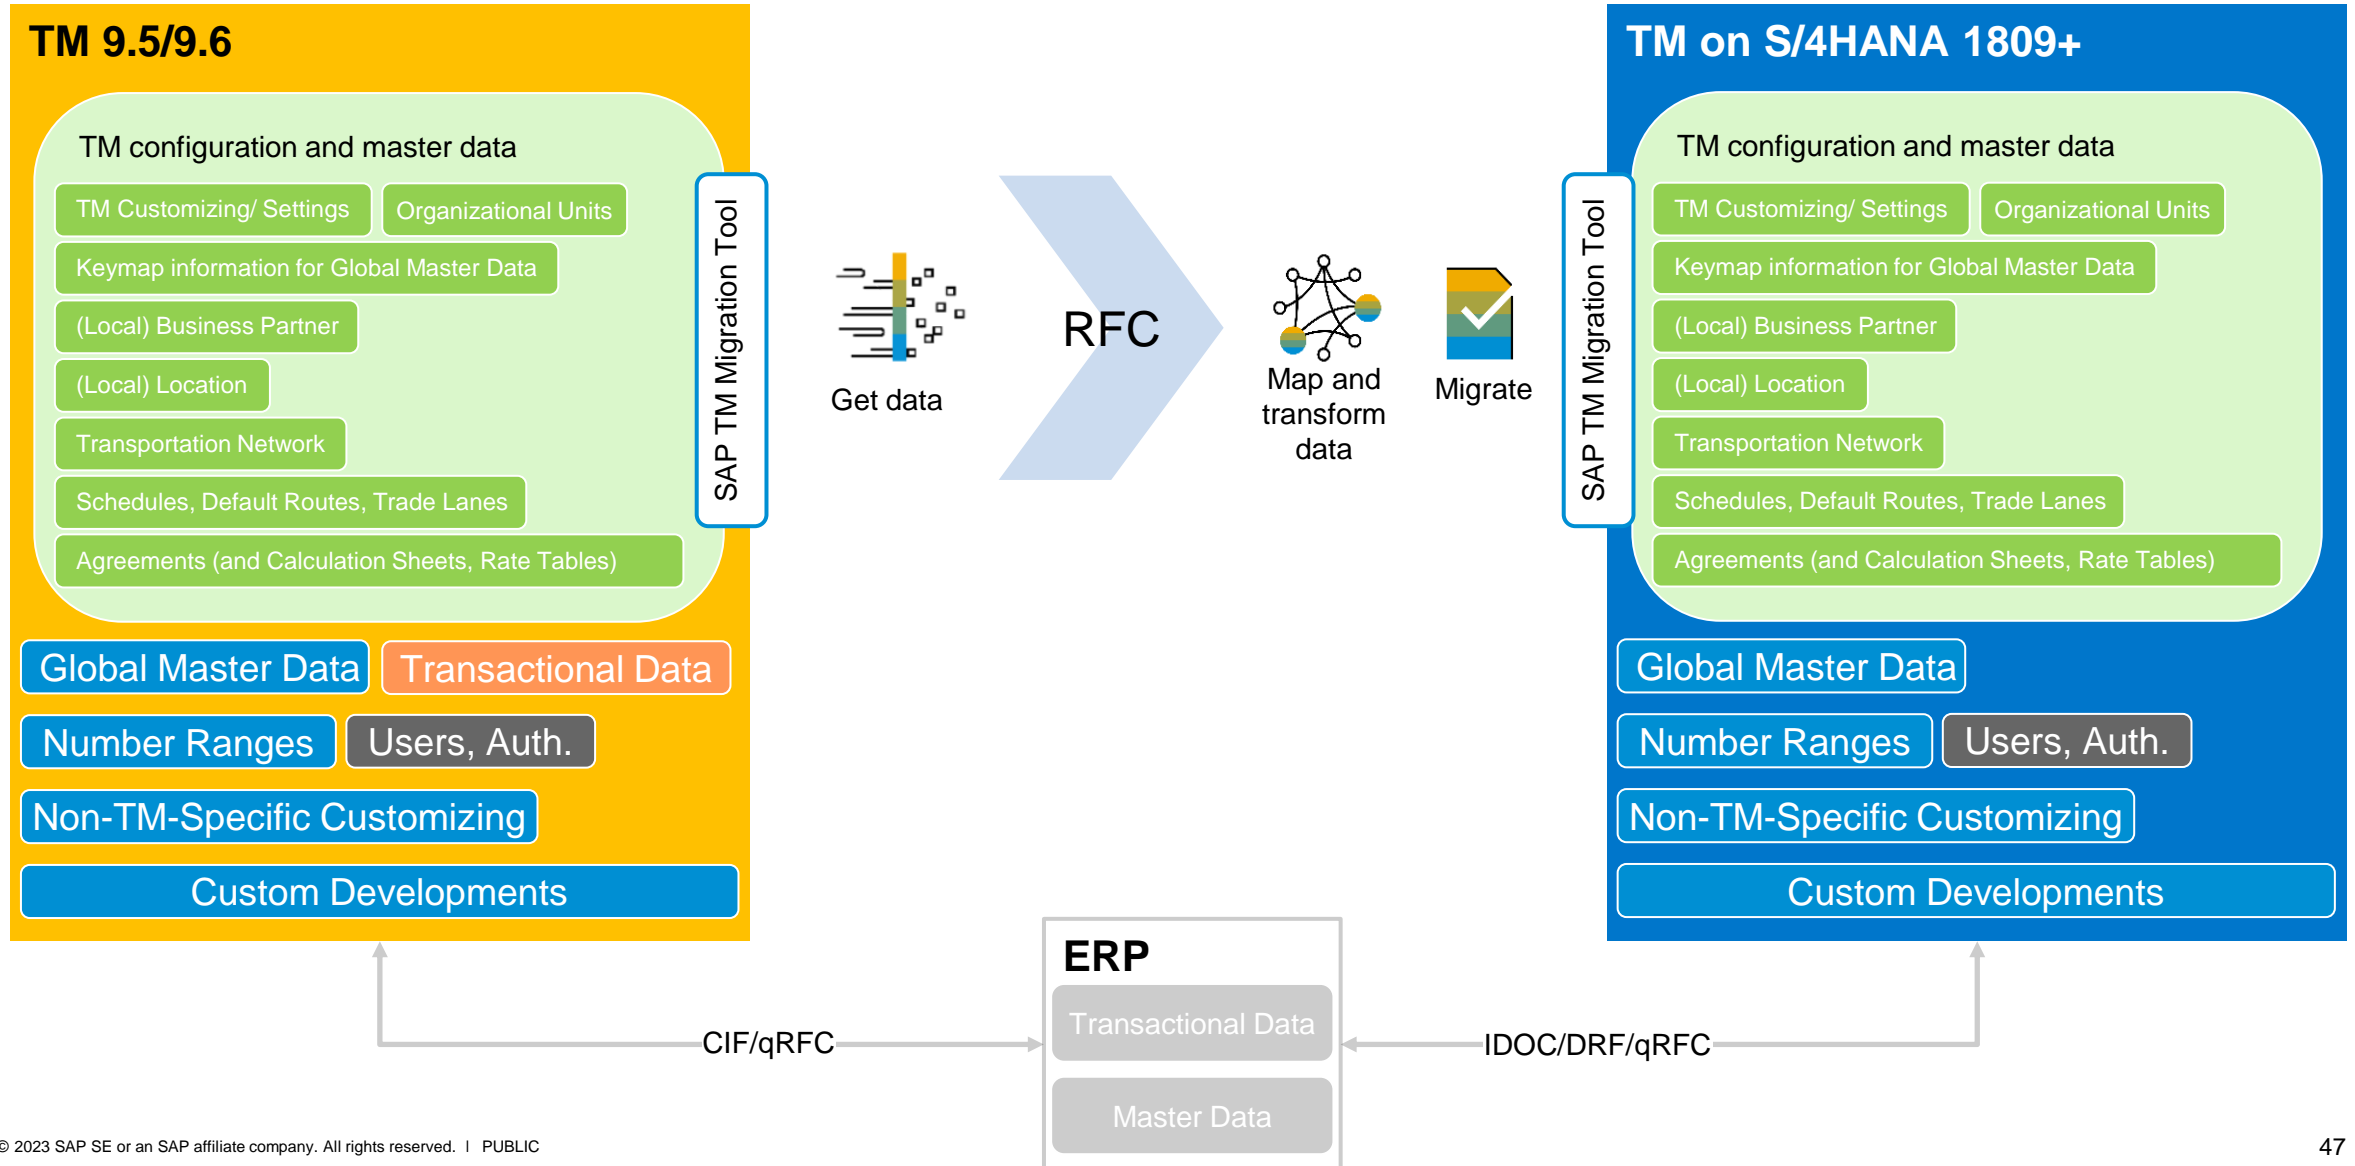 TM 9.5/9.6
TM configuration and master data
TM Customizing/ Settings
Organizational Units
Keymap information for Global Master Data
(Local) Business Partner
(Local) Location
Transportation Network
Schedules, Default Routes, Trade Lanes
Agreements (and Calculation Sheets, Rate Tables)
SAP TM Migration Tool
Global Master Data
Transactional Data
Number Ranges
Users, Auth.
Non-TM-Specific Customizing
Custom Developments
Get data
RFC
Map and
transform
data
Migrate
TM on S/4HANA 1809+
SAP TM Migration Tool
TM configuration and master data
TM Customizing/ Settings
Organizational Units
Keymap information for Global Master Data
(Local) Business Partner
(Local) Location
Transportation Network
Schedules, Default Routes, Trade Lanes
Agreements (and Calculation Sheets, Rate Tables)
Global Master Data
Number Ranges
Users, Auth.
Non-TM-Specific Customizing
Custom Developments
CIF/qRFC
ERP
Transactional Data
Master Data
IDOC/DRF/qRFC
© 2023 SAP SE or an SAP affiliate company. All rights reserved. | PUBLIC
47